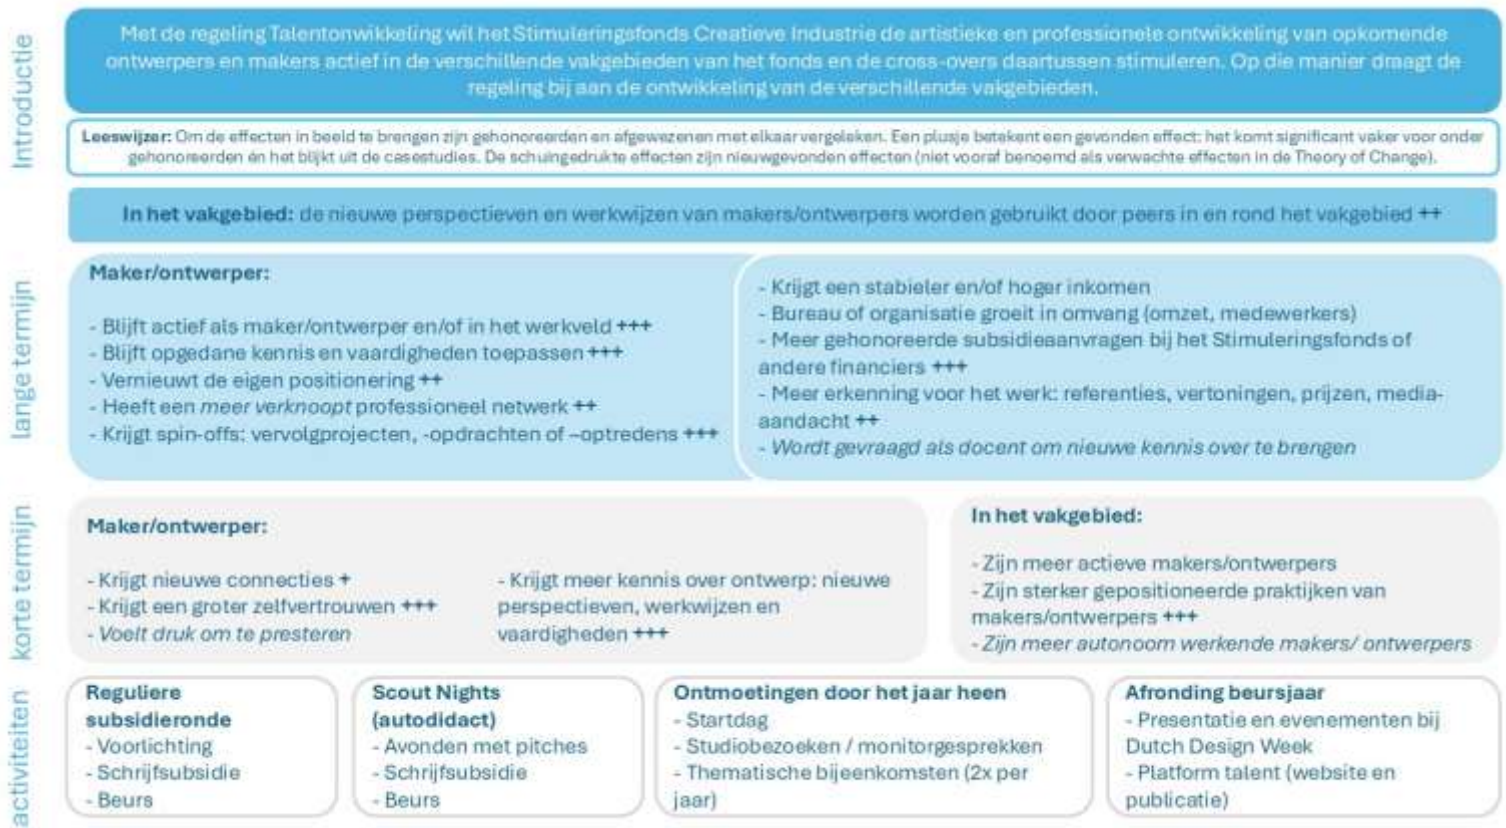 Introductie
Met de regeling Talentonwikkeling wil het Stimuleringsfonds Creatieve Industrie de artistieke en professionele ontwikkeling van opkomende
ontwerpers en makers actief in de verschillende vakgebieden van het fonds en de cross-overs daartussen stimuleren. Op die manier draagt de
regeling bij aan de ontwikkeling van de verschillende vakgebieden.
Leeswijzer: Om de effecten in beeld te brengen zijn gehonoreerden en afgewezenen met elkaar vergeleken. Een plusje betekent een gevonden effect: het komt significant vaker voor onder
gehonoreerden én het blijkt uit de casestudies. De schuingedrukte effecten zijn nieuwgevonden effecten (niet vooraf benoemd als verwachte effecten in de Theory of Change).
In het vakgebied: de nieuwe perspectieven en werkwijzen van makers/ontwerpers worden gebruikt door peers in en rond het vakgebied ++
lange termijn
Maker/ontwerper:
- Blijft actief als maker/ontwerper en/of in het werkveld +++
- Blijft opgedane kennis en vaardigheden toepassen +++
- Vernieuwt de eigen positionering ++
- Heeft een meer verknoopt professioneel netwerk ++
- Krijgt spin-offs: vervolgprojecten, -opdrachten of –optredens +++
- Krijgt een stabieler en/of hoger inkomen
- Bureau of organisatie groeit in omvang (omzet, medewerkers)
- Meer gehonoreerde subsidieaanvragen bij het Stimuleringsfonds of
andere financiers +++
- Meer erkenning voor het werk: referenties, vertoningen, prijzen, media-
aandacht ++
- Wordt gevraagd als docent om nieuwe kennis over te brengen
korte termijn
Maker/ontwerper:
- Krijgt nieuwe connecties +
- Krijgt een groter zelfvertrouwen +++
- Voelt druk om te presteren
- Krijgt meer kennis over ontwerp: nieuwe
perspectieven, werkwijzen en
vaardigheden +++
In het vakgebied:
- Zijn meer actieve makers/ontwerpers
- Zijn sterker gepositioneerde praktijken van
makers/ontwerpers +++
- Zijn meer autonoom werkende makers/ ontwerpers
activiteiten
Reguliere
subsidieronde
- Voorlichting
- Schrijfsubsidie
- Beurs
Scout Nights
(autodidact)
- Avonden met pitches
- Schrijfsubsidie
- Beurs
Ontmoetingen door het jaar heen
- Startdag
- Studiobezoeken / monitorgesprekken
- Thematische bijeenkomsten (2x per
jaar)
Afronding beursjaar
- Presentatie en evenementen bij
Dutch Design Week
- Platform talent (website en
publicatie)